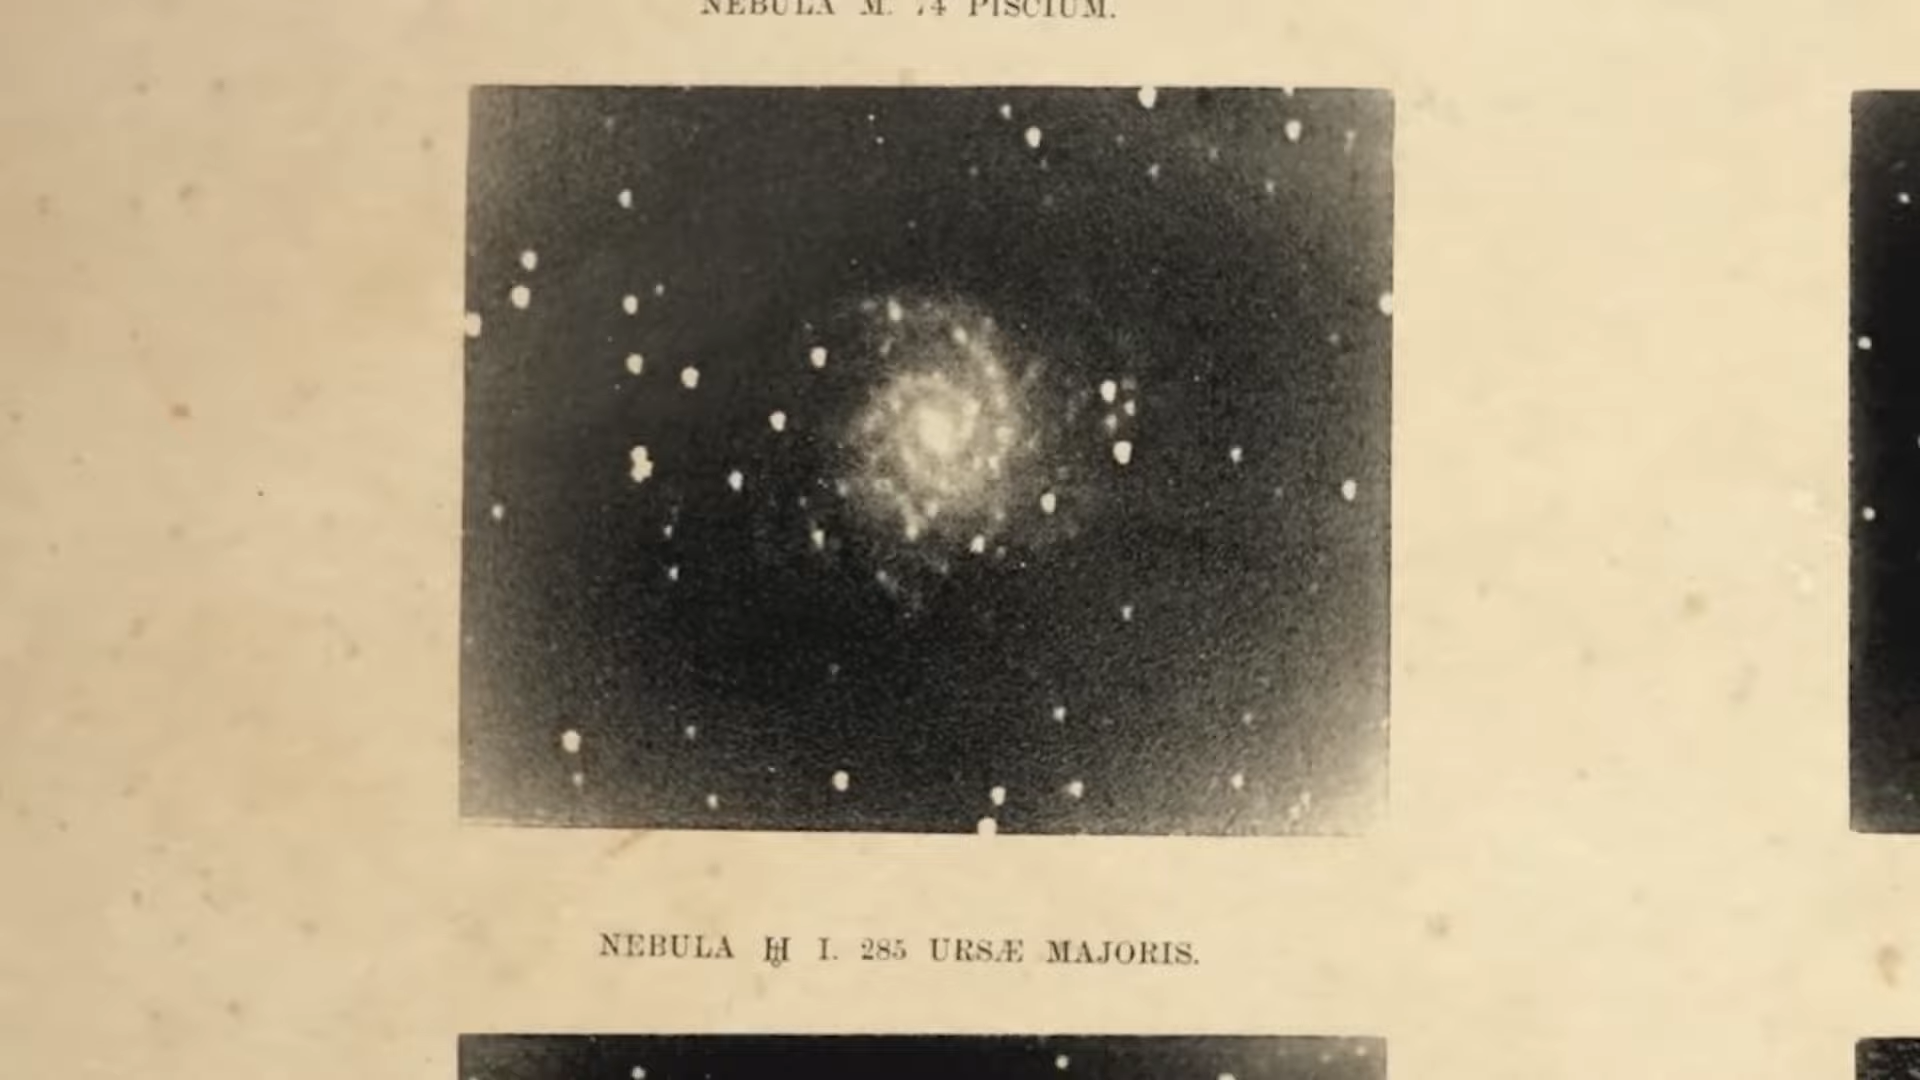 NEBULA M. 74 PISCIUM.
NEBULA H I. 285 URSÆ MAJORIS.